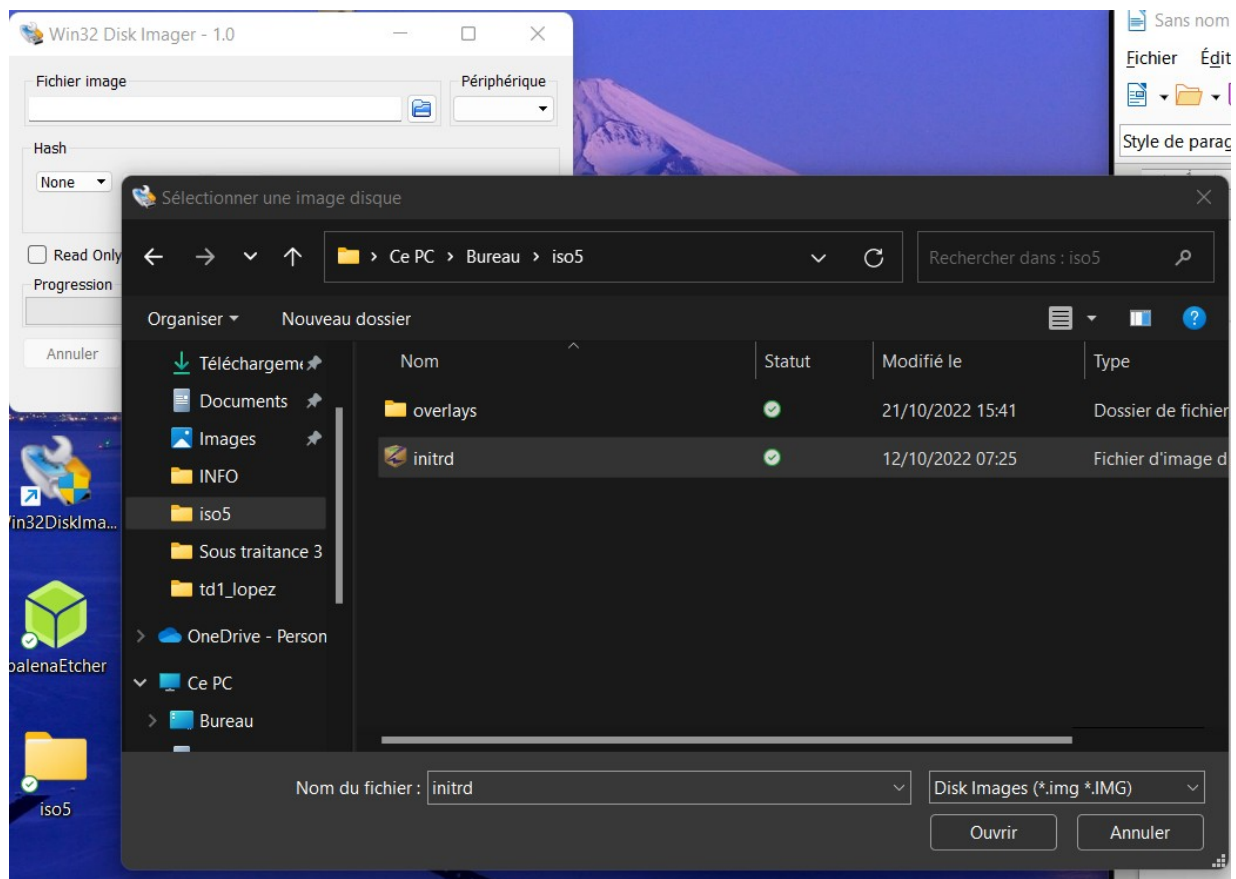 Win32 Disk Imager - 1.0
Fichier image
Périphérique
Hash
None
Read Only
Progression
Annuler
Sans nom
Fichier Édit
Style de parag
Sélectionner une image disque
Ce PC > Bureau > iso5
Rechercher dans : iso5
Organiser
Nouveau dossier
Nom
Statut
Modifié le
Type
Téléchargeme
Documents
Images
INFO
iso5
Sous traitance 3
td1_lopez
OneDrive - Person
Ce PC
Bureau
overlays
21/10/2022 15:41
Dossier de fichier
initrd
12/10/2022 07:25
Fichier d'image d
Nom du fichier : initrd
Disk Images (*.img *.IMG)
Ouvrir
Annuler
in32DiskIma...
balenaEtcher
iso5